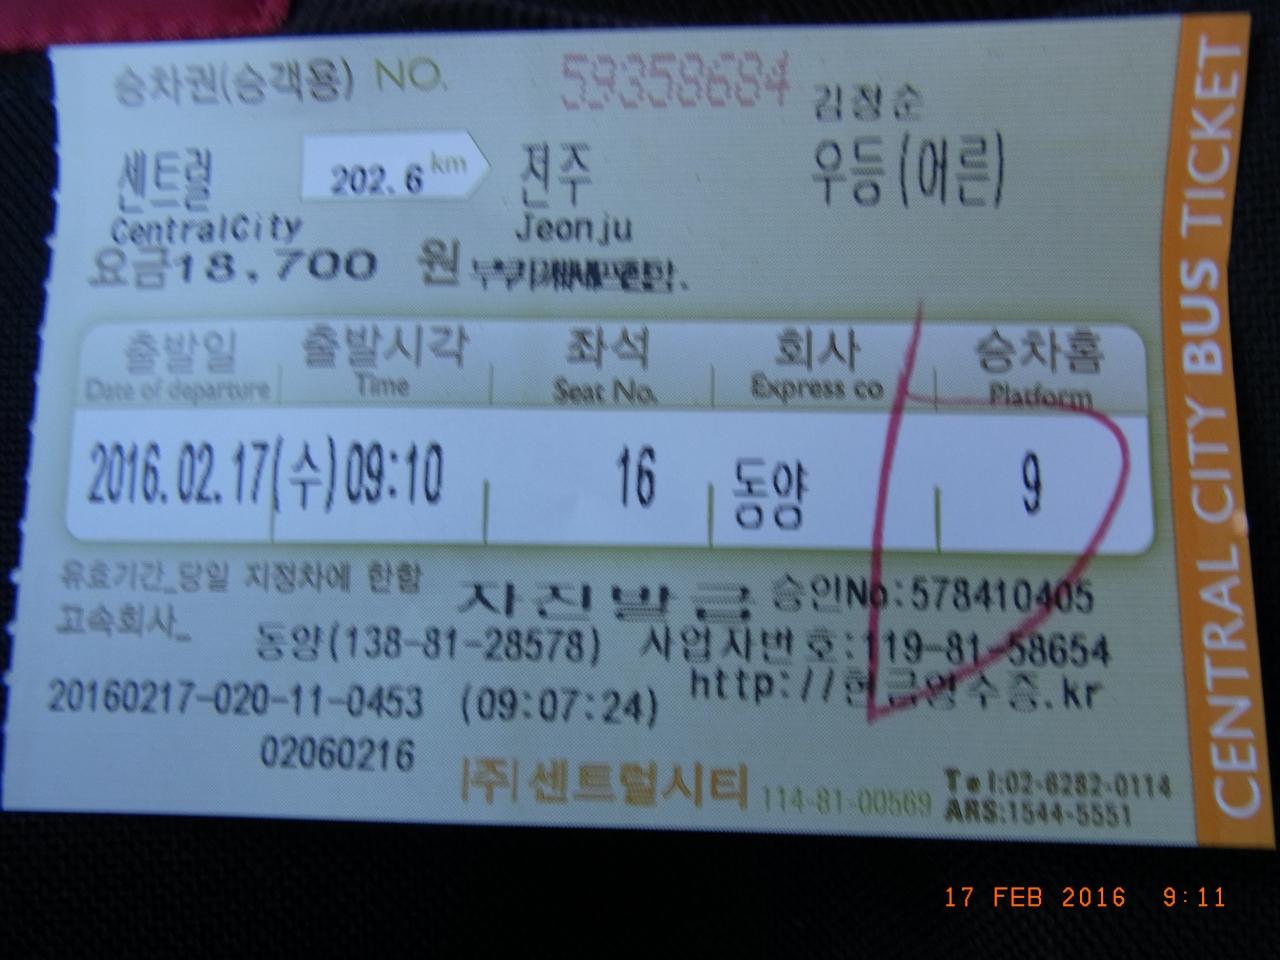 승차권(승객용) NO. 59358684
김정순
센트럴 202.6 km 전주 우등(어른)
CentralCity Jeonju
요금18,700 원
출발일 출발시각 좌석 회사 승차홈
Date of departure Time Seat No. Express co Platform
2016.02.17(수) 09:10 16 동양 9
유효기간_당일 지정차에 한함 자진발급 승인No:578410405
고속회사_ 동양(138-81-28578) 사업자번호:119-81-58654
20160217-020-11-0453 (09:07:24) http://현금영수증.kr
02060216
(주)센트럴시티 114-81-00569 Tel:02-6282-0114
ARS:1544-5551
CENTRAL CITY BUS TICKET
17 FEB 2016 9:11